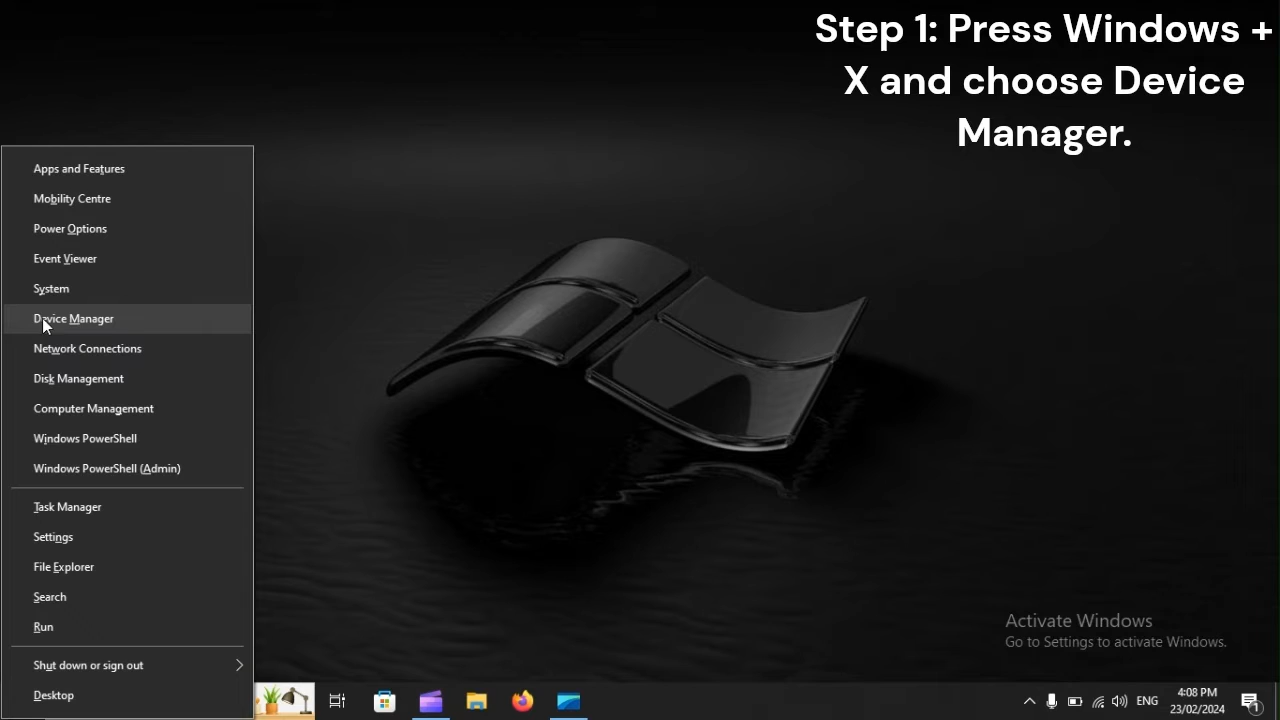 Step 1: Press Windows +
X and choose Device
Manager.
Apps and Features
Mobility Centre
Power Options
Event Viewer
System
Device Manager
Network Connections
Disk Management
Computer Management
Windows PowerShell
Windows PowerShell (Admin)
Task Manager
Settings
File Explorer
Search
Run
Shut down or sign out
Desktop
Activate Windows
Go to Settings to activate Windows.
ENG
4:08 PM
23/02/2024
1